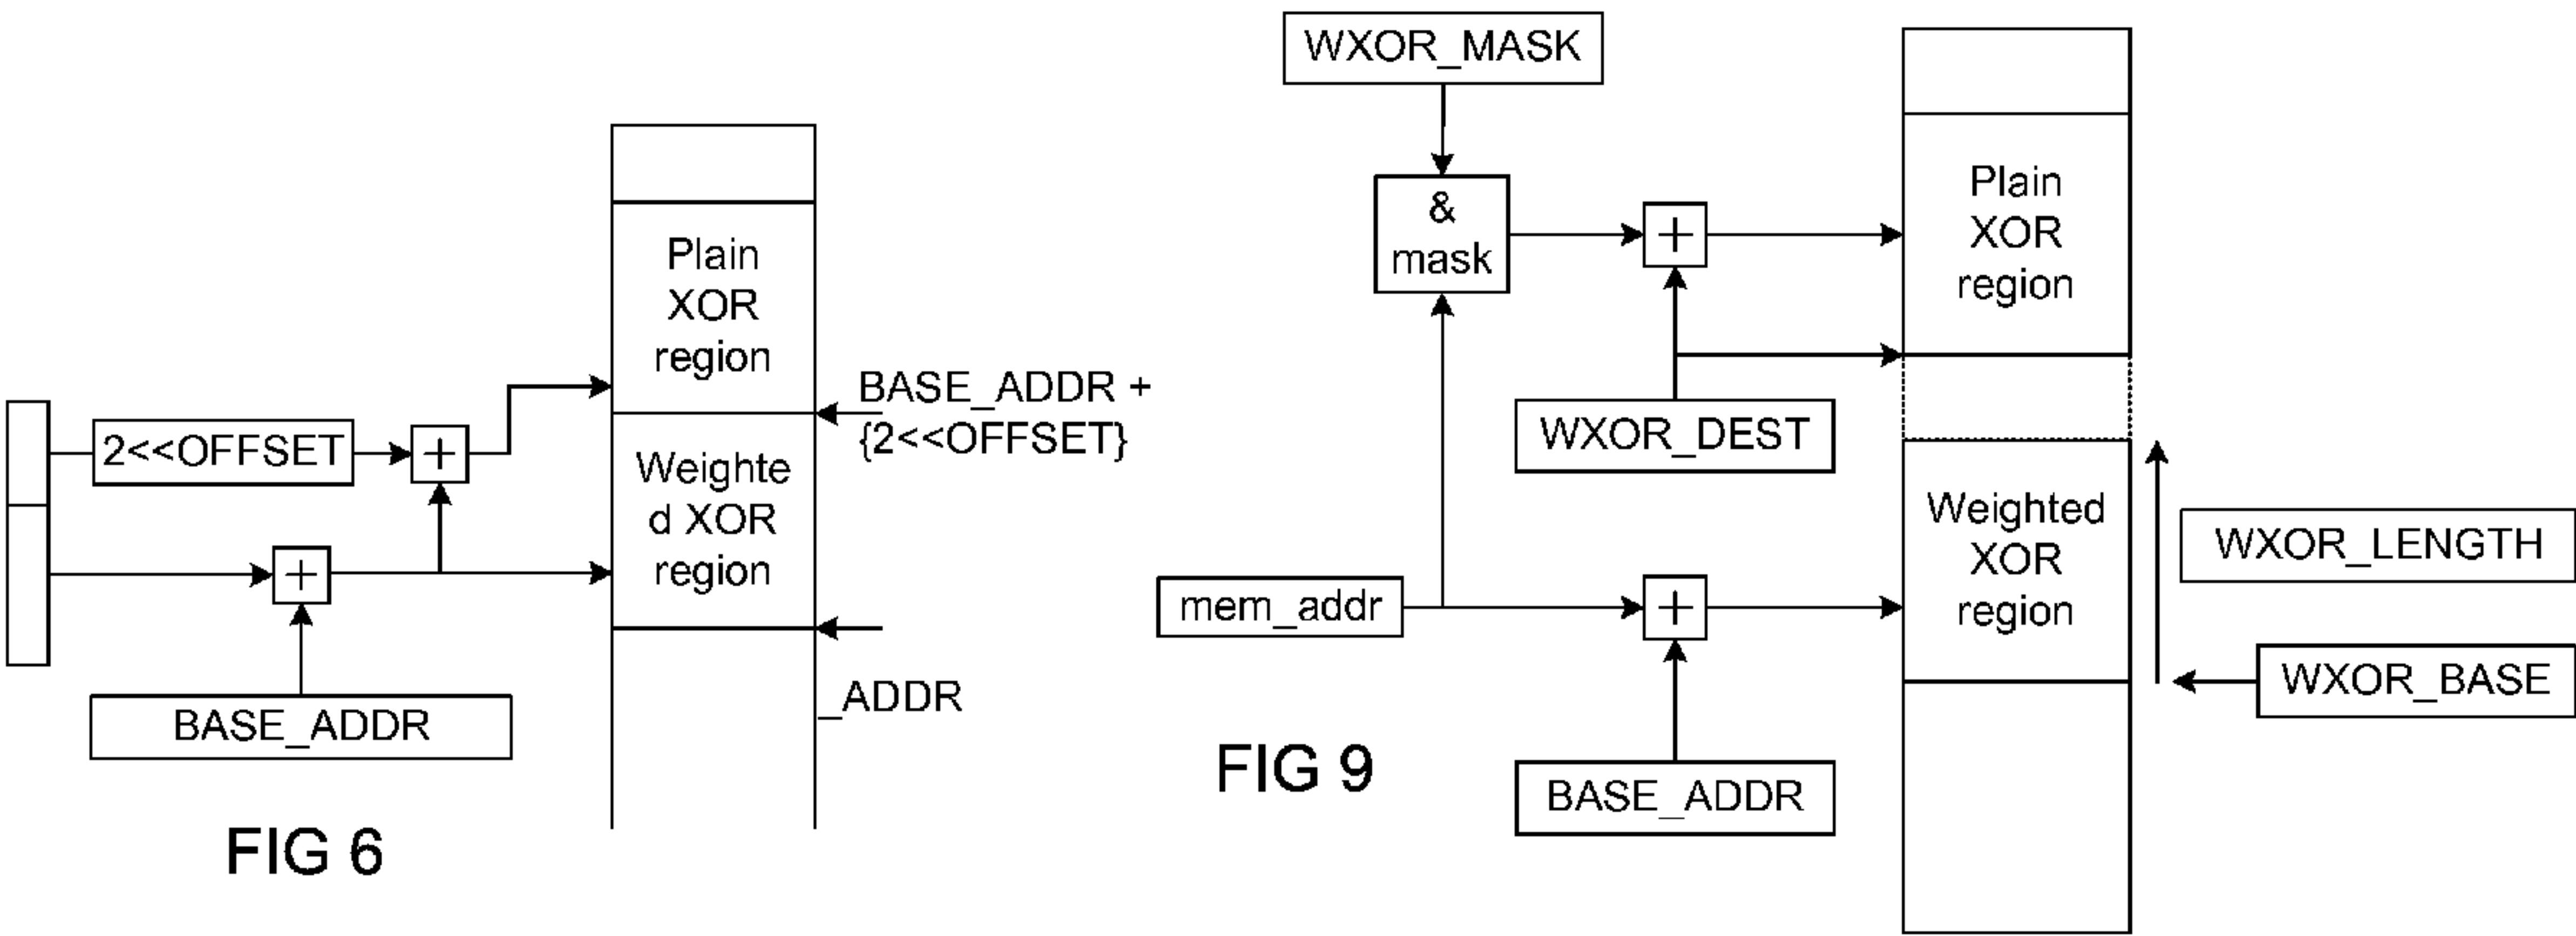 Plain
XOR
region
BASE_ADDR +
{2<<OFFSET}
2<<OFFSET
+
Weighte
d XOR
region
+
_ADDR
BASE_ADDR
FIG 6
WXOR_MASK
&
mask
+
Plain
XOR
region
WXOR_DEST
Weighted
XOR
region
WXOR_LENGTH
mem_addr
+
WXOR_BASE
BASE_ADDR
FIG 9